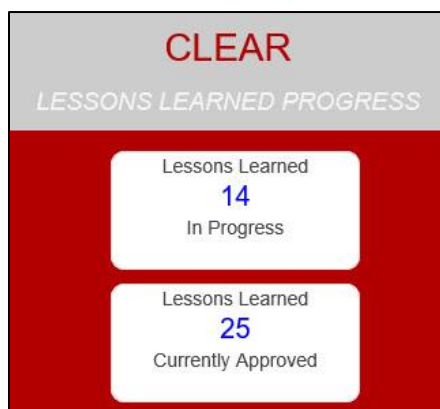 CLEAR
LESSONS LEARNED PROGRESS
Lessons Learned
14
In Progress
Lessons Learned
25
Currently Approved